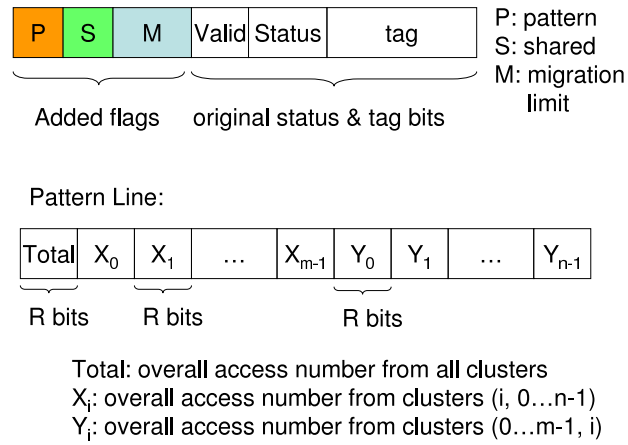 P S M Valid Status tag
P: pattern
S: shared
M: migration
limit
Added flags original status & tag bits
Pattern Line:
Total X0 X1 … Xm-1 Y0 Y1 … Yn-1
R bits R bits R bits
Total: overall access number from all clusters
Xi: overall access number from clusters (i, 0…n-1)
Yi: overall access number from clusters (0…m-1, i)